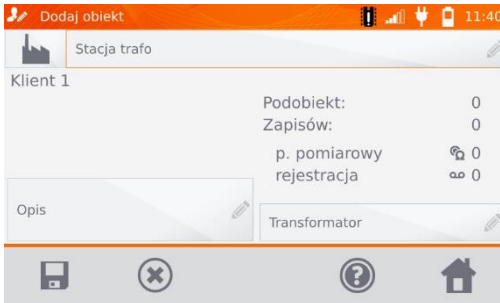 Dodaj obiekt 11:40
Stacja trafo
Klient 1
Podobiekt: 0
Zapisów: 0
p. pomiarowy 0
rejestracja 0
Opis
Transformator